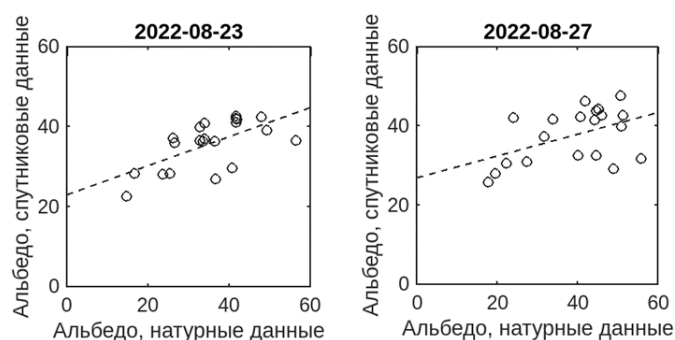 2022-08-23
Альбедо, спутниковые данные
60
40
20
0
0 20 40 60
Альбедо, натурные данные
2022-08-27
Альбедо, спутниковые данные
60
40
20
0
0 20 40 60
Альбедо, натурные данные